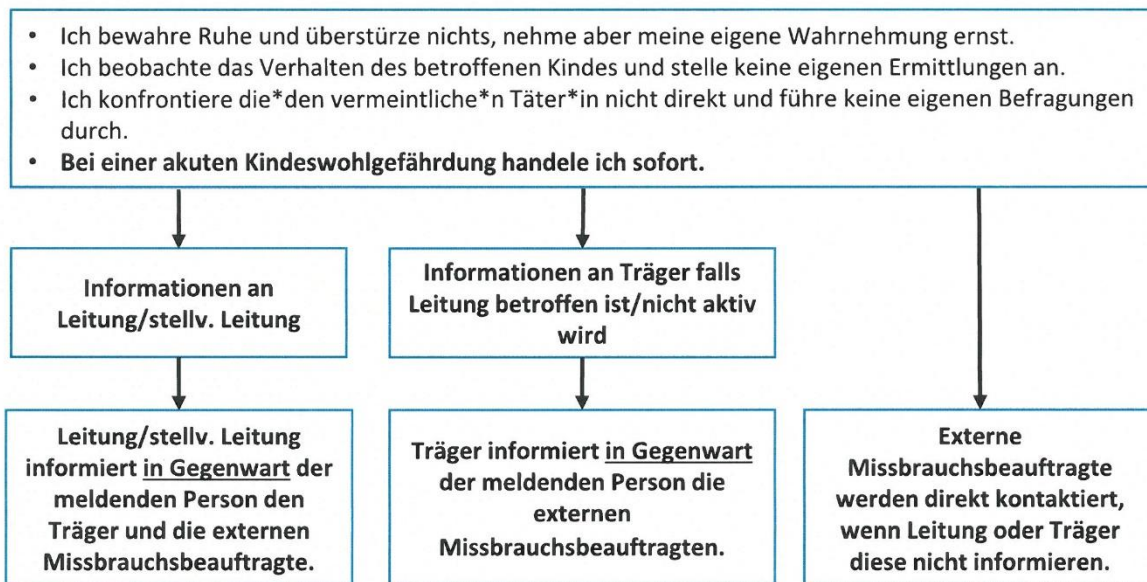 • Ich bewahre Ruhe und überstürze nichts, nehme aber meine eigene Wahrnehmung ernst.
• Ich beobachte das Verhalten des betroffenen Kindes und stelle keine eigenen Ermittlungen an.
• Ich konfrontiere die*den vermeintliche*n Täter*in nicht direkt und führe keine eigenen Befragungen
durch.
• Bei einer akuten Kindeswohlgefährdung handele ich sofort.
Informationen an
Leitung/stellv. Leitung
Informationen an Träger falls
Leitung betroffen ist/nicht aktiv
wird
Leitung/stellv. Leitung
informiert in Gegenwart der
meldenden Person den
Träger und die externen
Missbrauchsbeauftragte.
Träger informiert in Gegenwart
der meldenden Person die
externen
Missbrauchsbeauftragten.
Externe
Missbrauchsbeauftragte
werden direkt kontaktiert,
wenn Leitung oder Träger
diese nicht informieren.